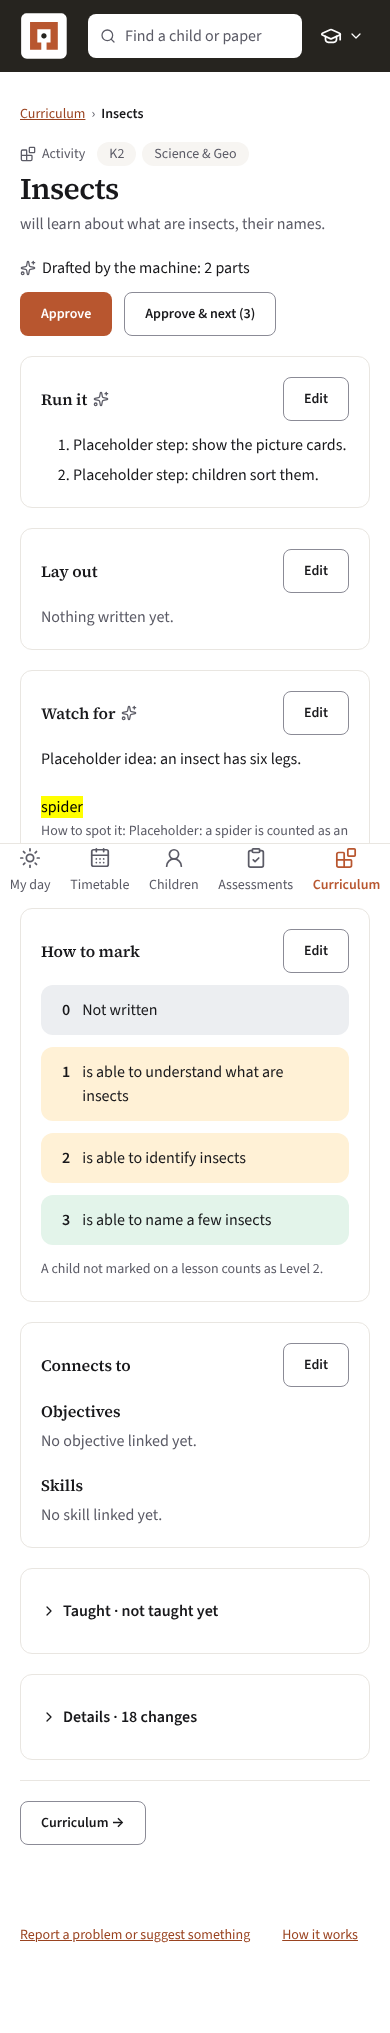 Find a child or paper
Curriculum › Insects
Activity K2 Science & Geo
Insects
will learn about what are insects, their names.
Drafted by the machine: 2 parts
Approve Approve & next (3)
Run it Edit
1. Placeholder step: show the picture cards.
2. Placeholder step: children sort them.
Lay out Edit
Nothing written yet.
Watch for Edit
Placeholder idea: an insect has six legs.
spider
How to spot it: Placeholder: a spider is counted as an
My day Timetable Children Assessments Curriculum
How to mark Edit
0 Not written
1 is able to understand what are
insects
2 is able to identify insects
3 is able to name a few insects
A child not marked on a lesson counts as Level 2.
Connects to Edit
Objectives
No objective linked yet.
Skills
No skill linked yet.
Taught · not taught yet
Details · 18 changes
Curriculum →
Report a problem or suggest something How it works